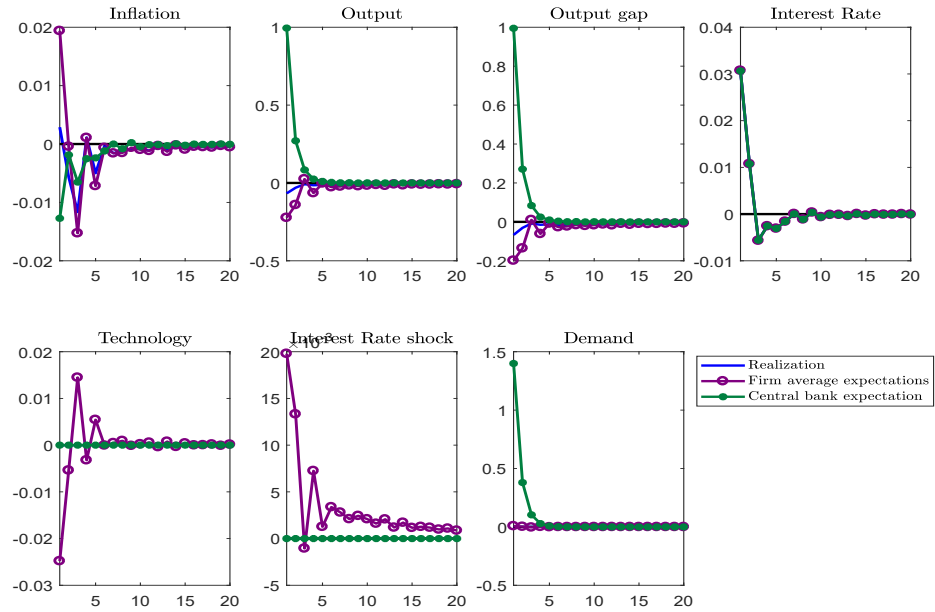 Inflation
Output
Output gap
Interest Rate
0.02
0.01
0
-0.01
-0.02
5 10 15 20
1
0.5
0
-0.5
5 10 15 20
1
0.8
0.6
0.4
0.2
0
-0.2
5 10 15 20
0.04
0.03
0.02
0.01
0
-0.01
5 10 15 20
Technology
Interest Rate shock
Demand
0.02
0.01
0
-0.01
-0.02
-0.03
5 10 15 20
× 10-3
20
15
10
5
0
-5
5 10 15 20
1.5
1
0.5
0
-0.5
5 10 15 20
Realization
Firm average expectations
Central bank expectation